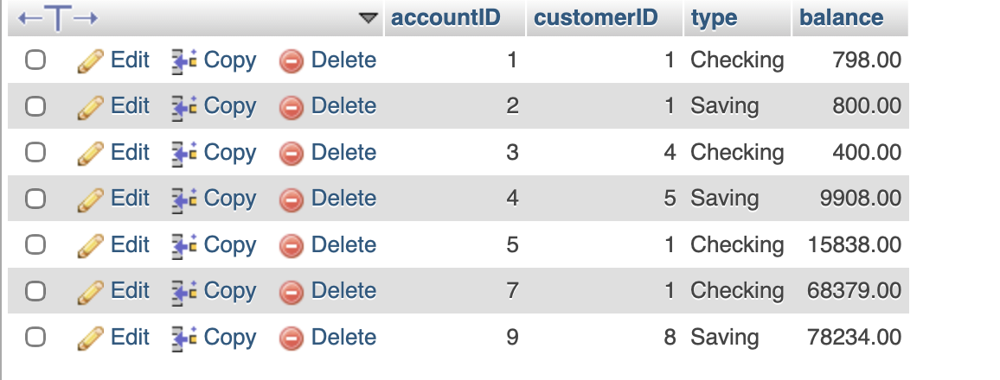 accountID customerID type balance
Edit Copy Delete 1 1 Checking 798.00
Edit Copy Delete 2 1 Saving 800.00
Edit Copy Delete 3 4 Checking 400.00
Edit Copy Delete 4 5 Saving 9908.00
Edit Copy Delete 5 1 Checking 15838.00
Edit Copy Delete 7 1 Checking 68379.00
Edit Copy Delete 9 8 Saving 78234.00